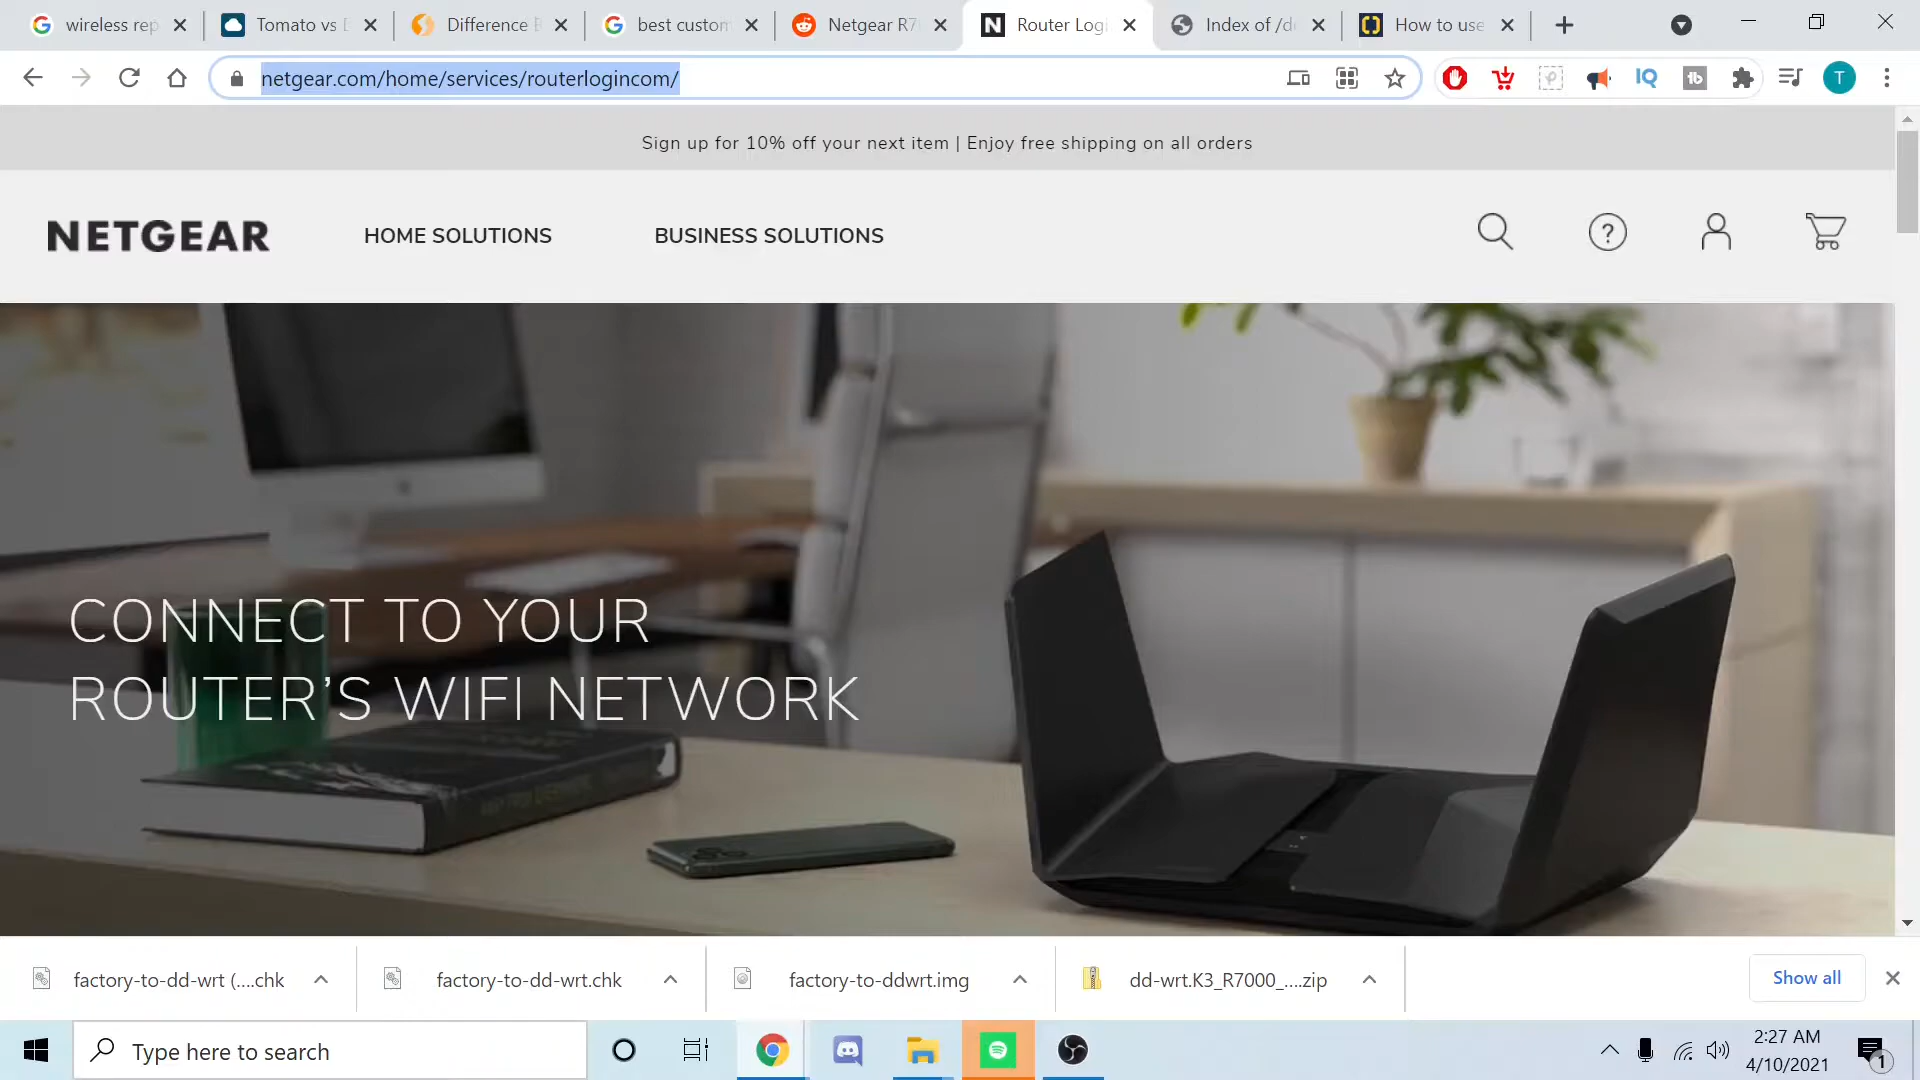 wireless rep
Tomato vs
Difference
best custom
Netgear R7
Router Logi
Index of /d
How to use
netgear.com/home/services/routerlogincom/
T
Sign up for 10% off your next item | Enjoy free shipping on all orders
NETGEAR
HOME SOLUTIONS
BUSINESS SOLUTIONS
CONNECT TO YOUR
ROUTER’S WIFI NETWORK
factory-to-dd-wrt (....chk
factory-to-dd-wrt.chk
factory-to-ddwrt.img
dd-wrt.K3_R7000_....zip
Show all
Type here to search
2:27 AM
4/10/2021
1